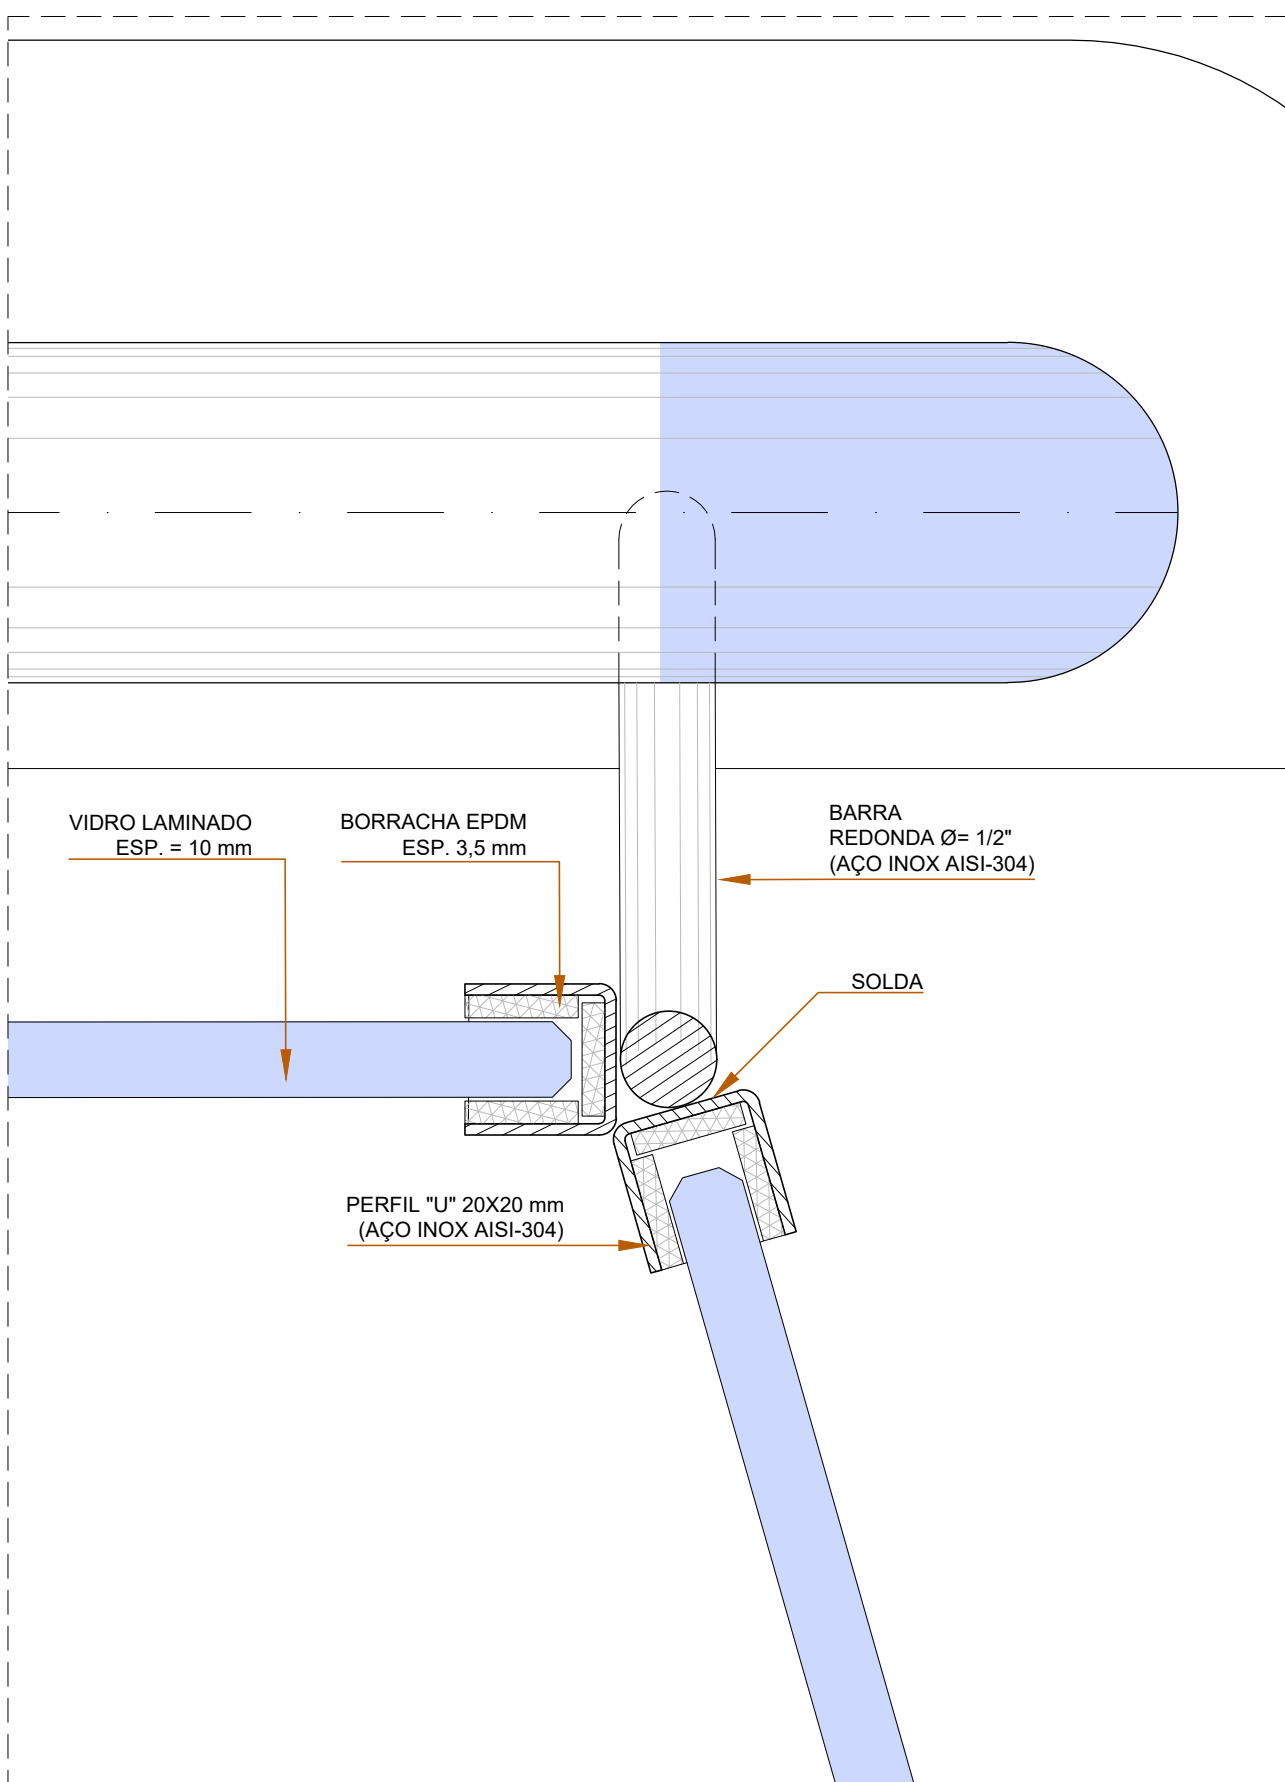 VIDRO LAMINADO
ESP. = 10 mm
BORRACHA EPDM
ESP. 3,5 mm
BARRA
REDONDA Ø= 1/2"
(AÇO INOX AISI-304)
SOLDA
PERFIL "U" 20X20 mm
(AÇO INOX AISI-304)